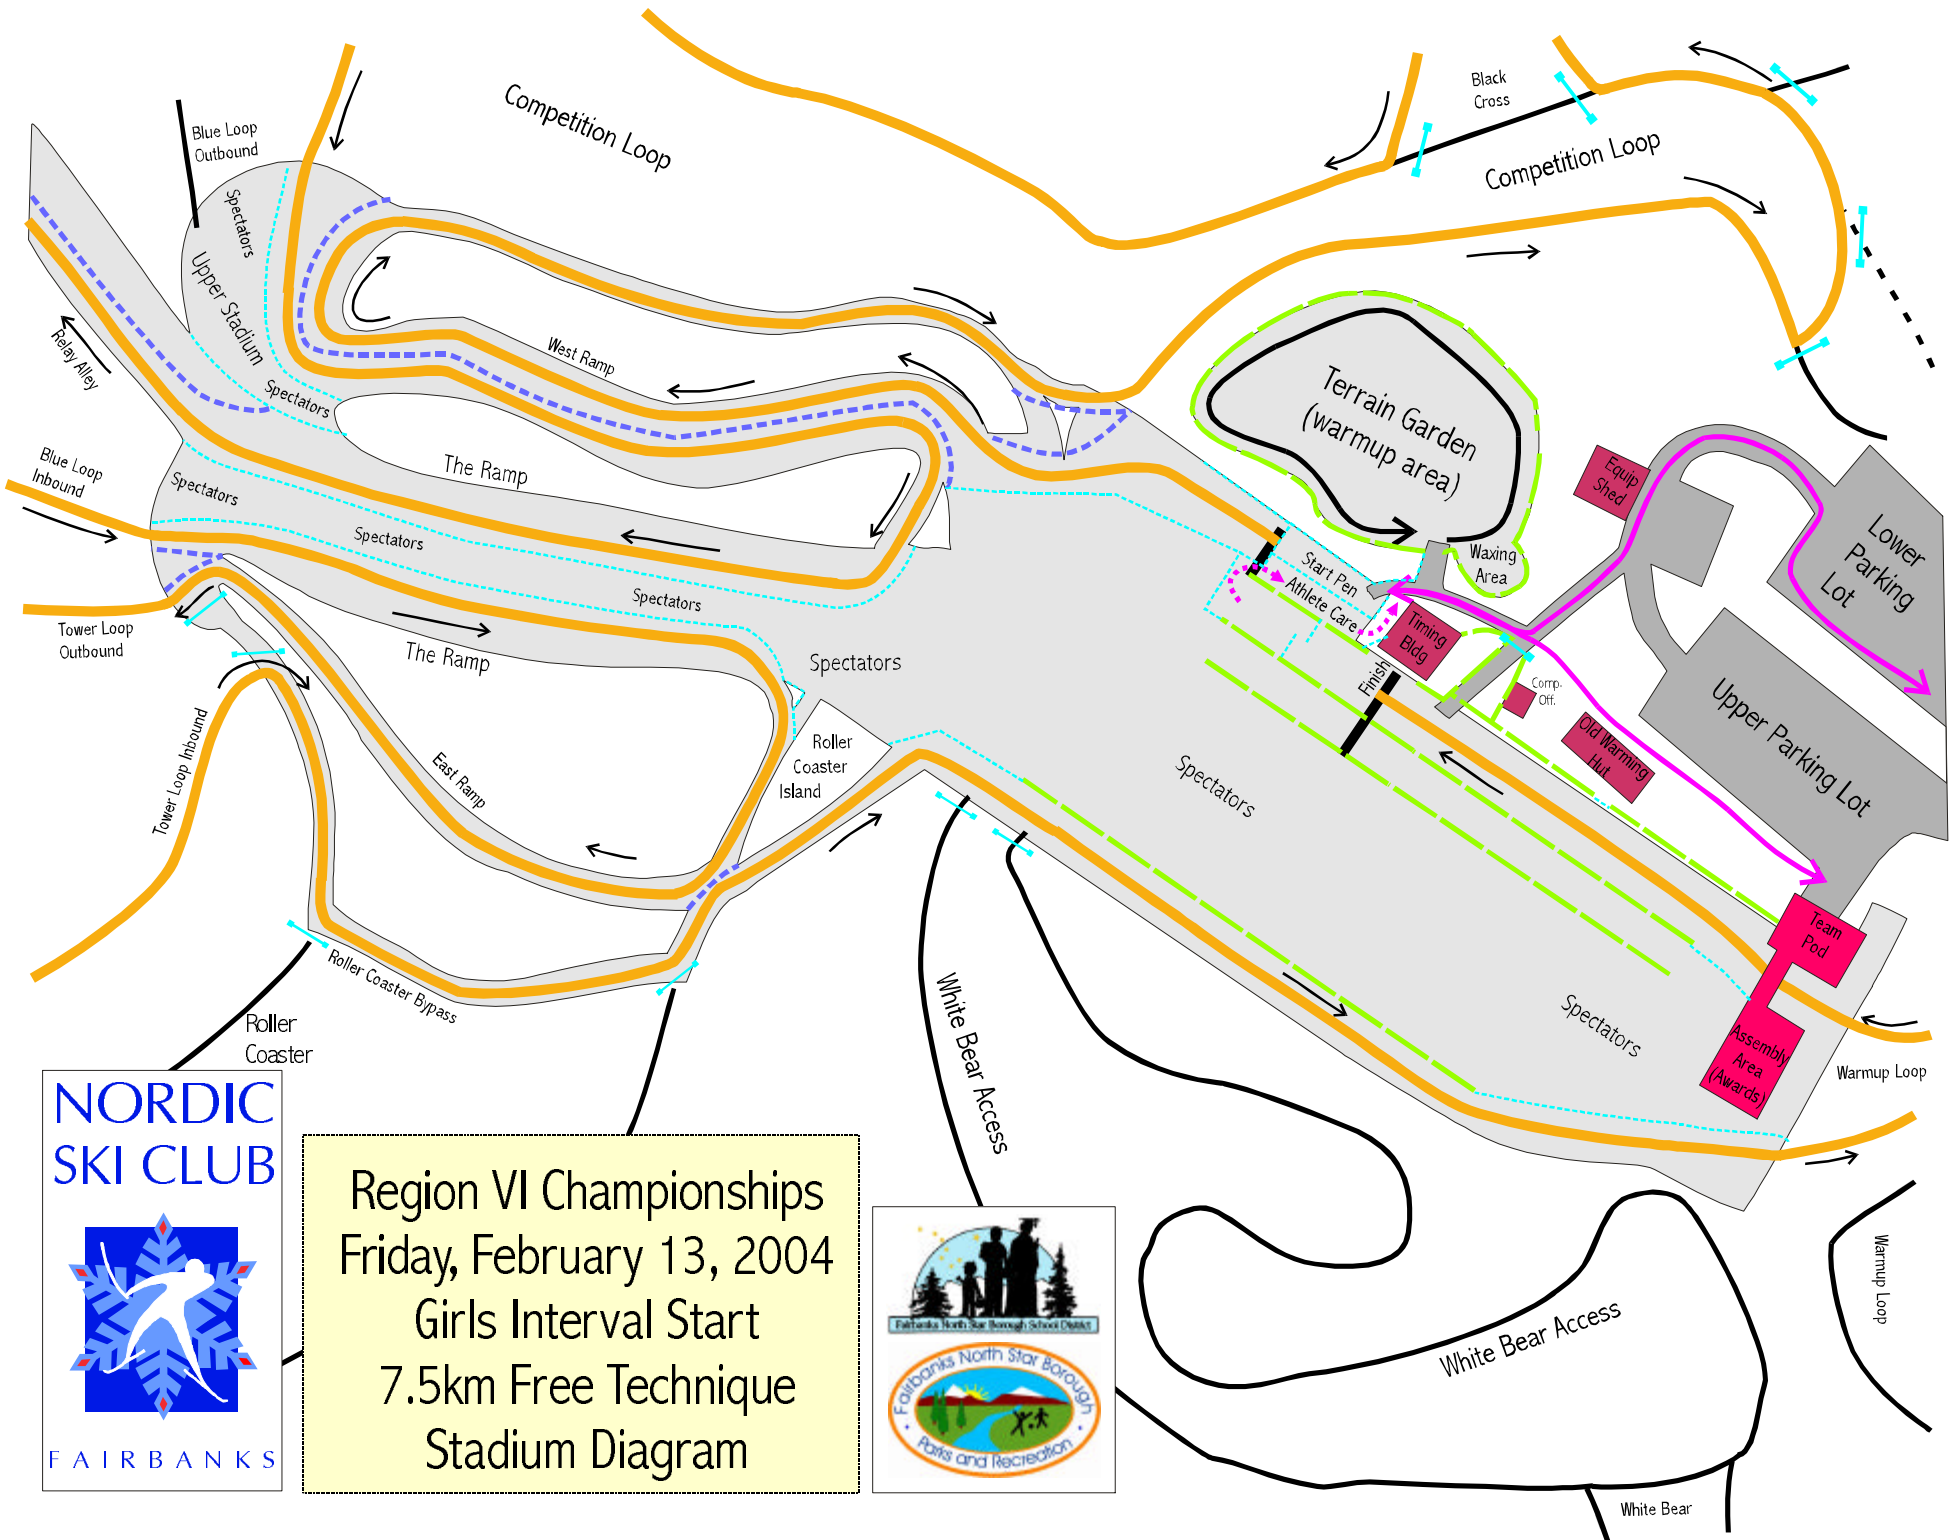 Competition Loop
Black
Cross
Competition Loop
Blue Loop
Outbound
Spectators
Upper Stadium
Spectators
Relay Alley
West Ramp
Terrain Garden
(warmup area)
Equip
Shed
Lower
Parking
Lot
Blue Loop
Inbound
Spectators
The Ramp
Spectators
Spectators
Start Pen
Athlete Care
Waxing
Area
Timing
Bldg
Tower Loop
Outbound
The Ramp
Spectators
Finish
Comp.
Off.
Old Warming
Hut
Upper Parking Lot
Tower Loop Inbound
East Ramp
Roller
Coaster
Island
Spectators
Team
Pod
Roller Coaster Bypass
Roller
Coaster
White Bear Access
Spectators
Assembly
Area
(Awards)
Warmup Loop
NORDIC
SKI CLUB
FAIRBANKS
Region VI Championships
Friday, February 13, 2004
Girls Interval Start
7.5km Free Technique
Stadium Diagram
Fairbanks North Star Borough School District
Fairbanks North Star Borough
Parks and Recreation
White Bear Access
Warmup Loop
White Bear